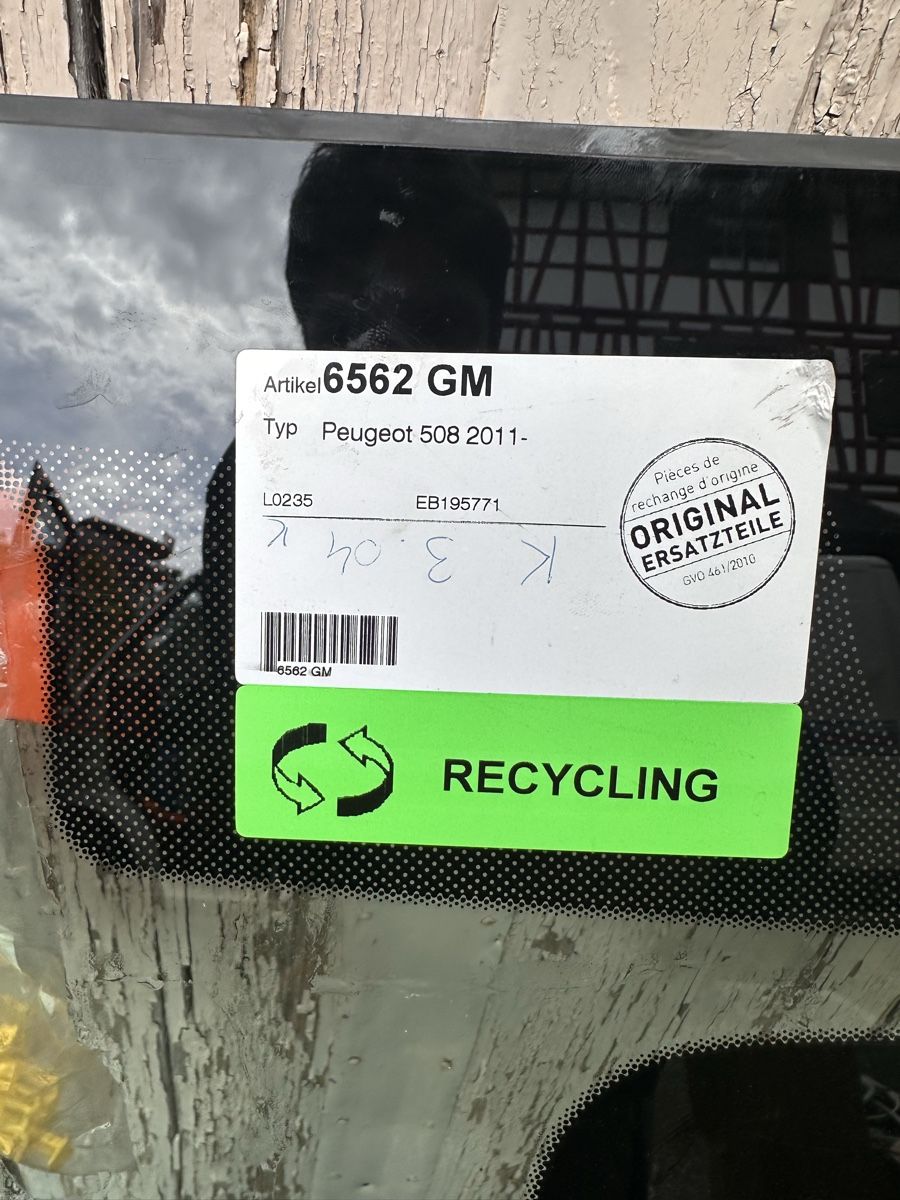 Artikel 6562 GM
Typ Peugeot 508 2011-
L0235 EB195771
K 3.04 K
Pièces de
rechange d'origine
ORIGINAL
ERSATZTEILE
GVO 461/2010
6562 GM
RECYCLING